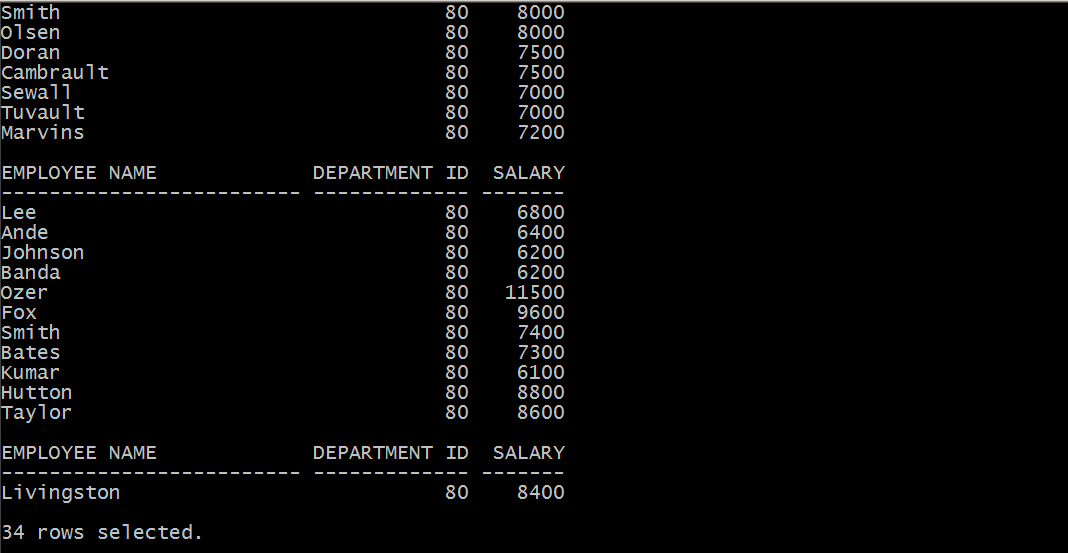 Smith                                80    8000
Olsen                                80    8000
Doran                                80    7500
Cambrault                            80    7500
Sewall                               80    7000
Tuvault                              80    7000
Marvins                              80    7200
EMPLOYEE NAME             DEPARTMENT ID  SALARY
------------------------- ------------- -------
Lee                                  80    6800
Ande                                 80    6400
Johnson                              80    6200
Banda                                80    6200
Ozer                                 80   11500
Fox                                  80    9600
Smith                                80    7400
Bates                                80    7300
Kumar                                80    6100
Hutton                               80    8800
Taylor                               80    8600
EMPLOYEE NAME             DEPARTMENT ID  SALARY
------------------------- ------------- -------
Livingston                           80    8400
34 rows selected.